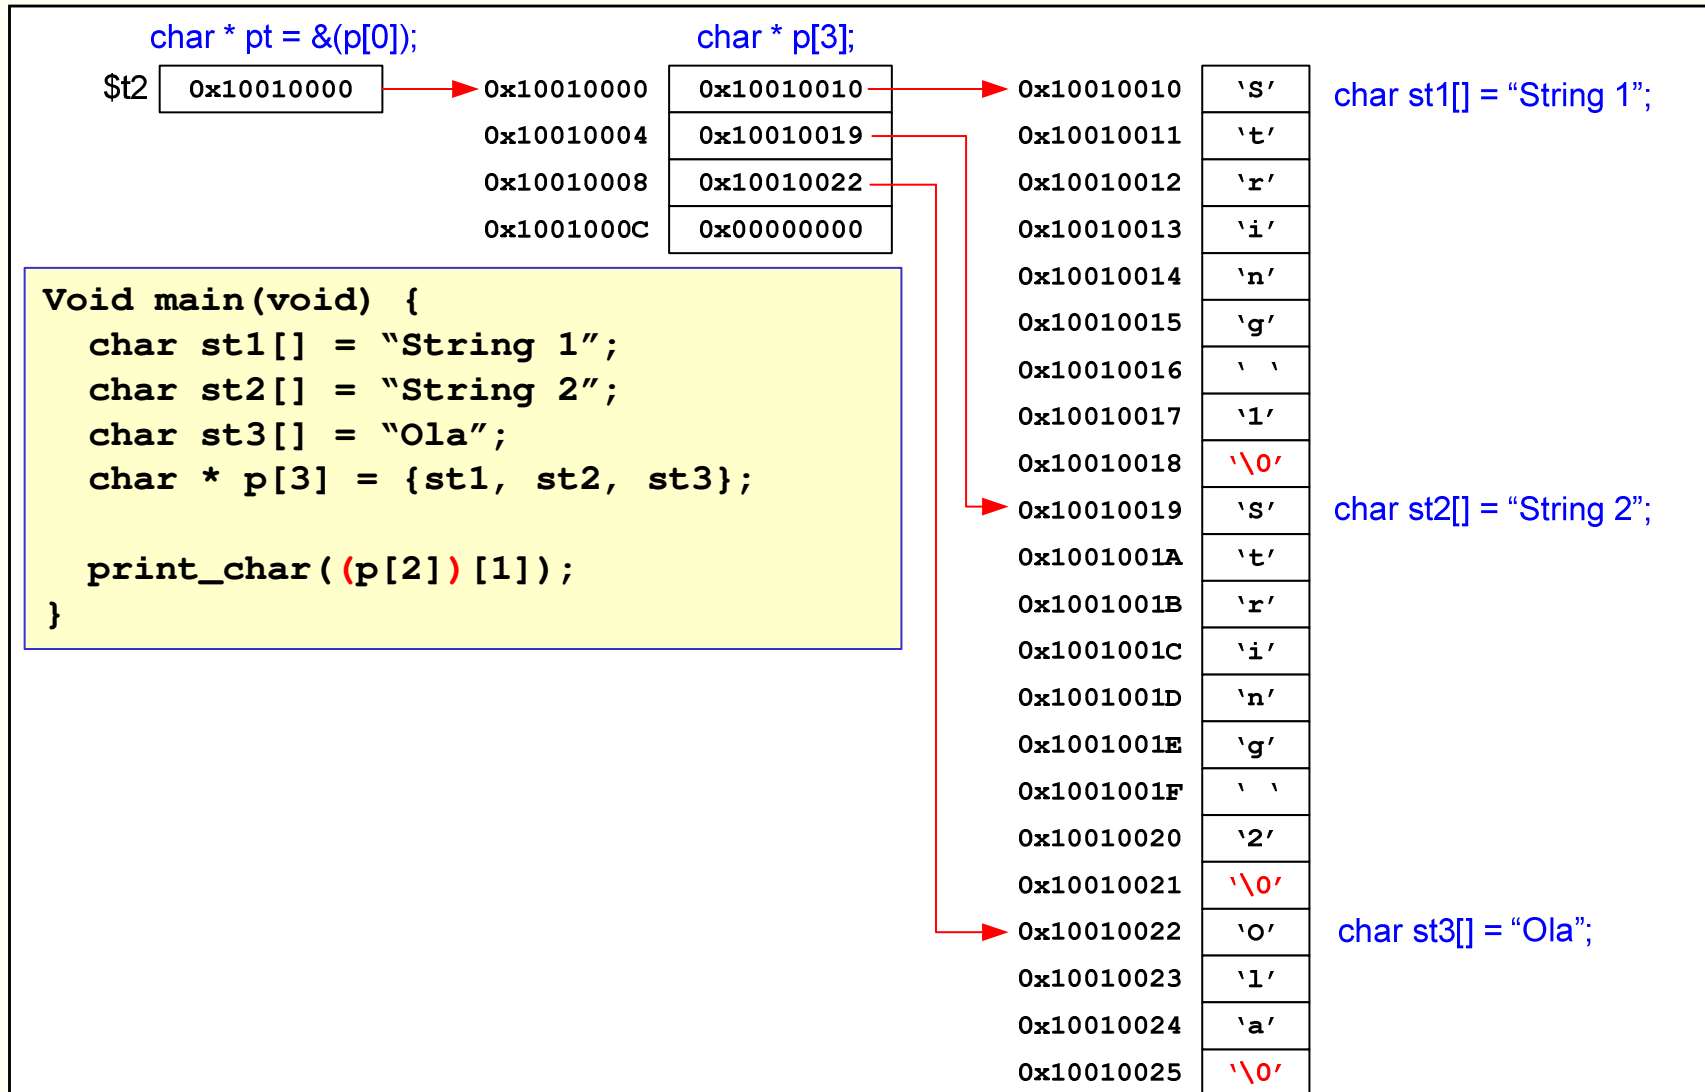 char * pt = &(p[0]);
char * p[3];
$t2 0x10010000 0x10010000 0x10010010 0x10010010 ‘S’ char st1[] = “String 1”;
0x10010004 0x10010019 0x10010011 ‘t’
0x10010008 0x10010022 0x10010012 ‘r’
0x1001000C 0x00000000 0x10010013 ‘i’
0x10010014 ‘n’
0x10010015 ‘g’
0x10010016 ‘ ‘
0x10010017 ‘1’
0x10010018 ‘\0’
0x10010019 ‘S’ char st2[] = “String 2”;
0x1001001A ‘t’
0x1001001B ‘r’
0x1001001C ‘i’
0x1001001D ‘n’
0x1001001E ‘g’
0x1001001F ‘ ‘
0x10010020 ‘2’
0x10010021 ‘\0’
0x10010022 ‘O’ char st3[] = “Ola”;
0x10010023 ‘l’
0x10010024 ‘a’
0x10010025 ‘\0’
Void main(void) {
char st1[] = “String 1”;
char st2[] = “String 2”;
char st3[] = “Ola”;
char * p[3] = {st1, st2, st3};
print_char((p[2])[1]);
}